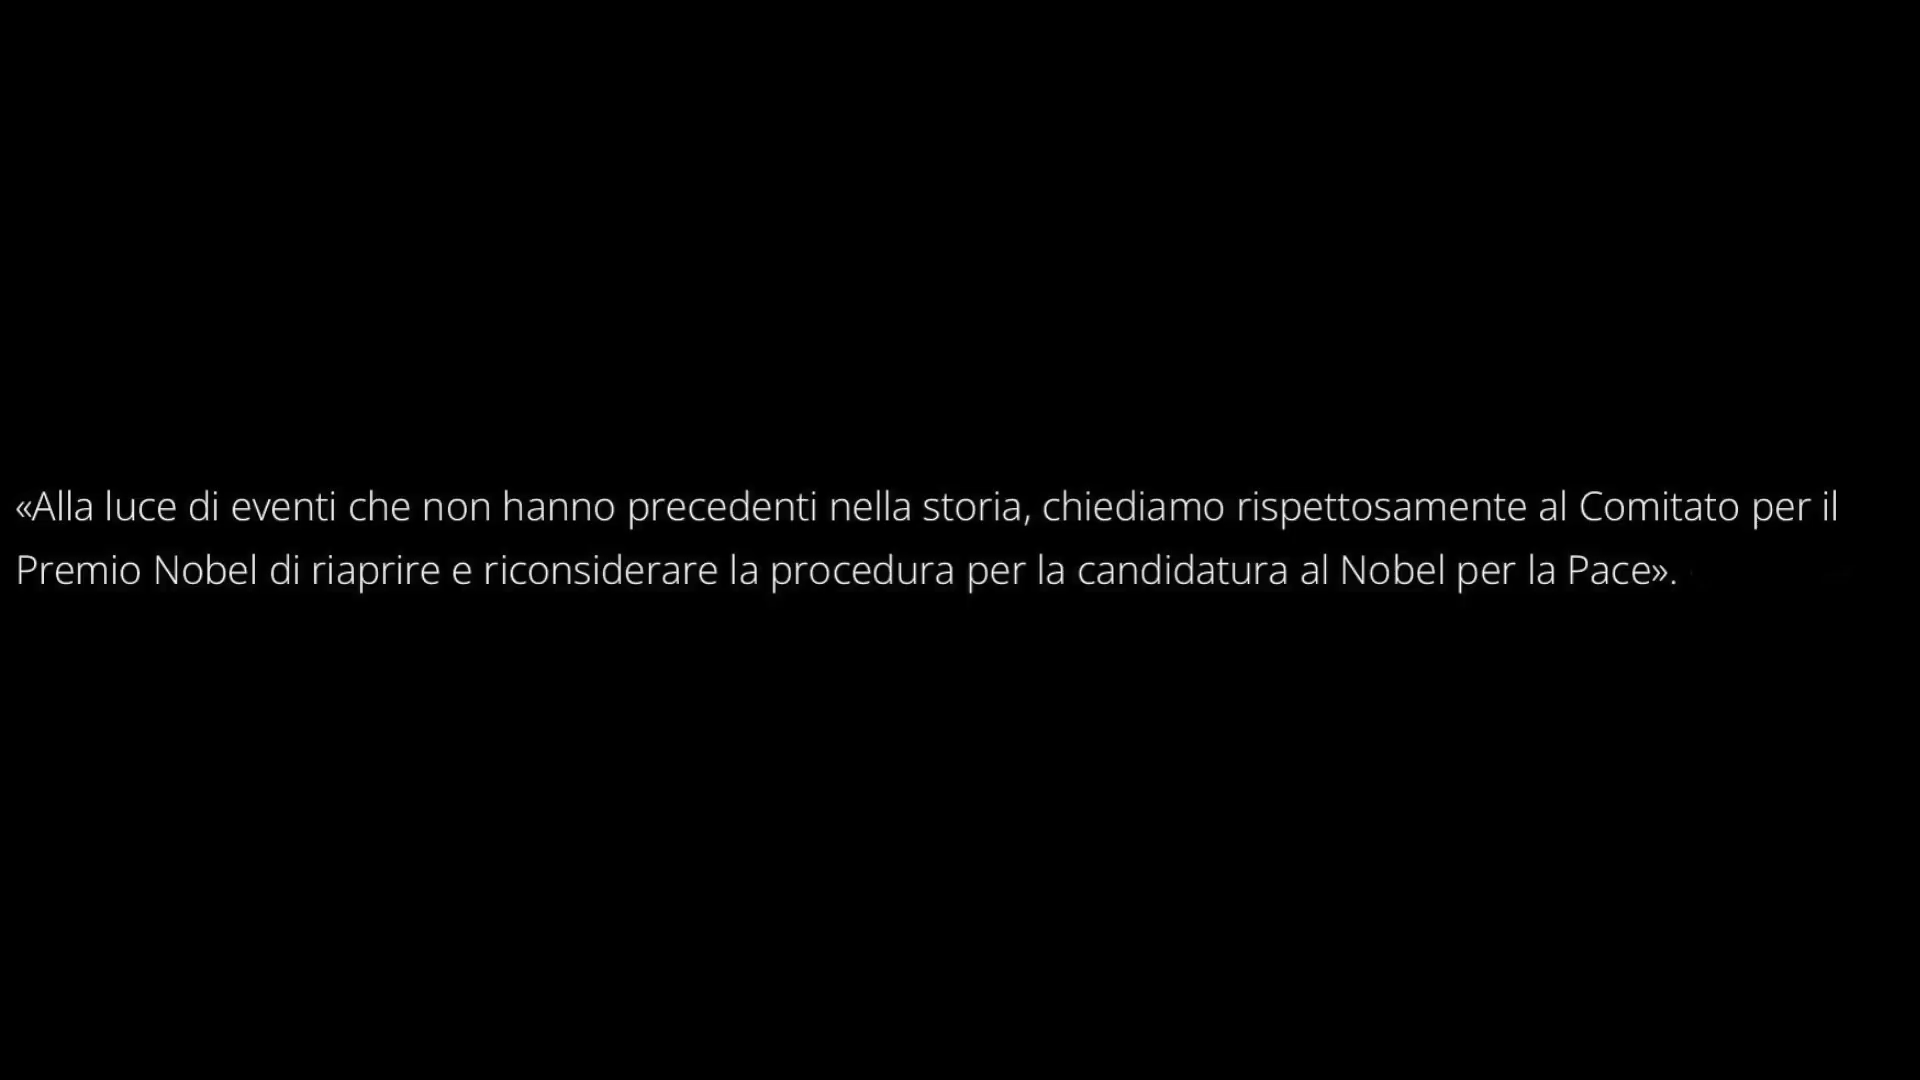 «Alla luce di eventi che non hanno precedenti nella storia, chiediamo rispettosamente al Comitato per il
Premio Nobel di riaprire e riconsiderare la procedura per la candidatura al Nobel per la Pace».